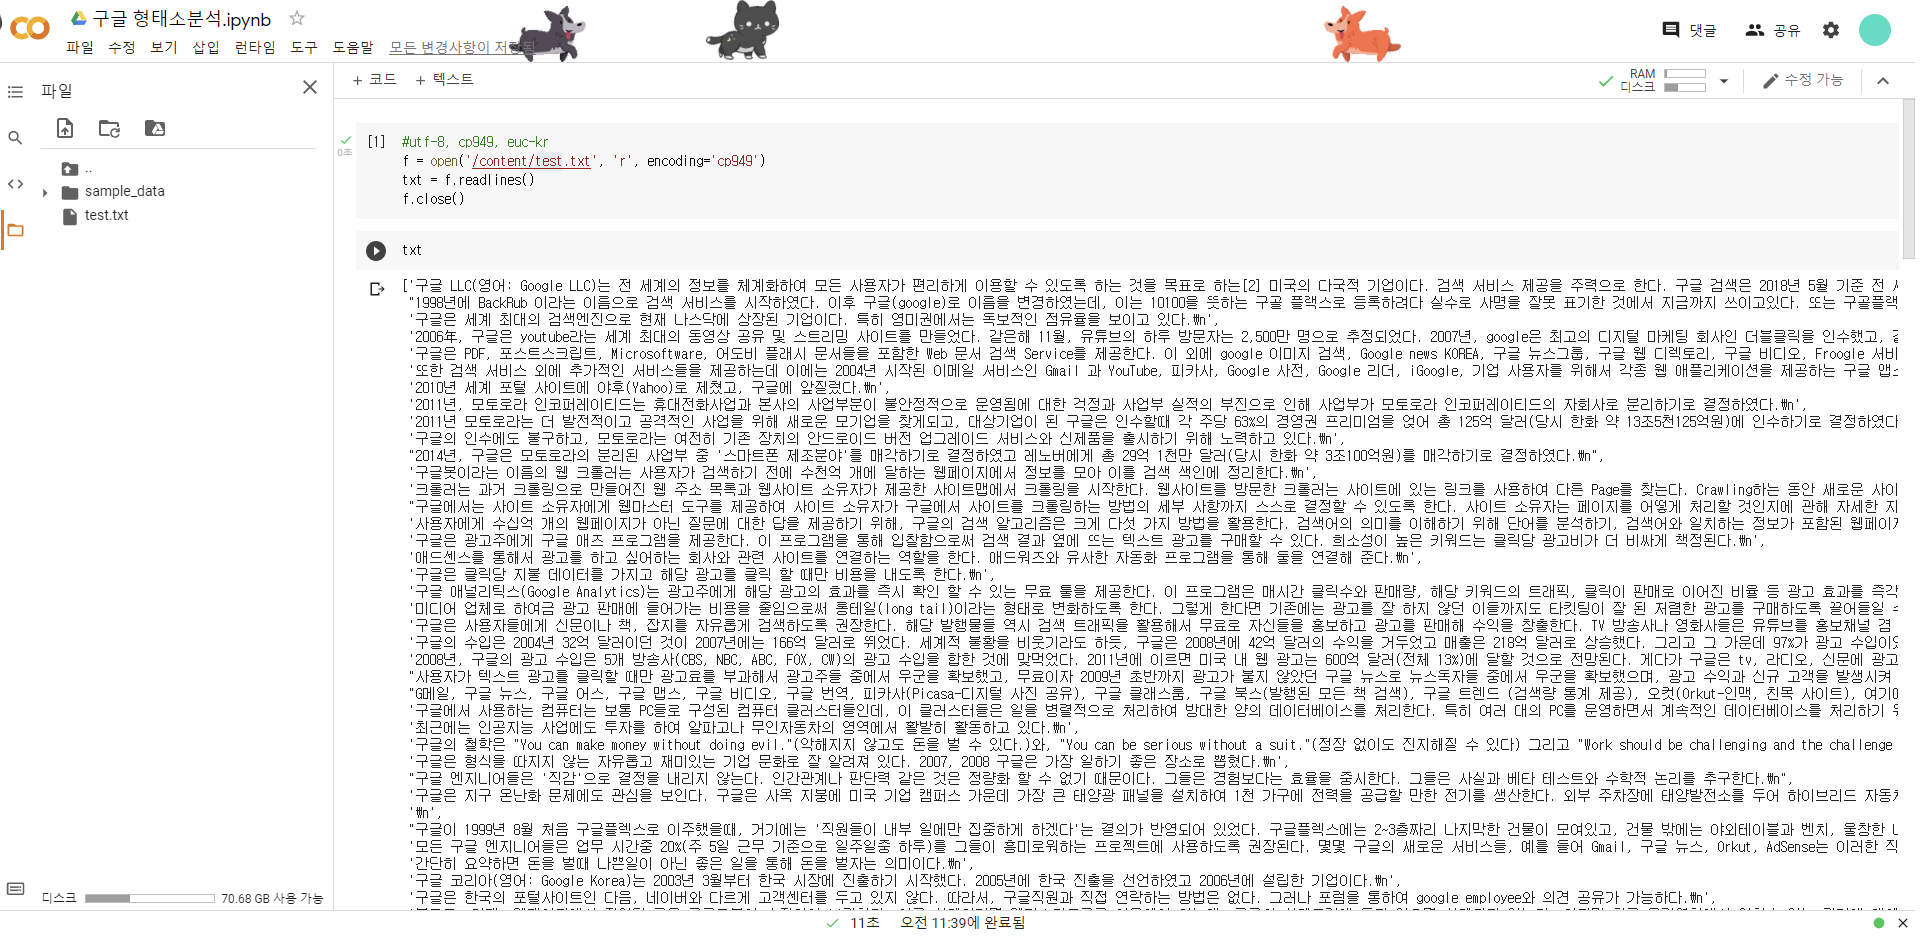 구글 형태소분석.ipynb
파일 수정 보기 삽입 런타임 도구 도움말 모든 변경사항이 저장
댓글 공유
파일
+ 코드 + 텍스트
RAM
디스크
수정 가능
..
sample_data
test.txt
[1] #utf-8, cp949, euc-kr
0초 f = open('/content/test.txt', 'r', encoding='cp949')
txt = f.readlines()
f.close()
txt
['구글 LLC(영어: Google LLC)는 전 세계의 정보를 체계화하여 모든 사용자가 편리하게 이용할 수 있도록 하는 것을 목표로 하는[2] 미국의 다국적 기업이다. 검색 서비스 제공을 주력으로 한다. 구글 검색은 2018년 5월 기준 전 세
"1998년에 BackRub 이라는 이름으로 검색 서비스를 시작하였다. 이후 구글(google)로 이름을 변경하였는데, 이는 10100을 뜻하는 구골 플랙스로 등록하려다 실수로 사명을 잘못 표기한 것에서 지금까지 쓰이고있다. 또는 구글플랙
'구글은 세계 최대의 검색엔진으로 현재 나스닥에 상장된 기업이다. 특히 영미권에서는 독보적인 점유율을 보이고 있다.₩n',
'2006年, 구글은 youtube라는 세계 최대의 동영상 공유 및 스트리밍 사이트를 만들었다. 같은해 11월, 유튜브의 하루 방문자는 2,500만 명으로 추정되었다. 2007년, google은 최고의 디지털 마케팅 회사인 더블클릭을 인수했고,
'구글은 PDF, 포스트스크립트, Microsoftware, 어도비 플래시 문서들을 포함한 Web 문서 검색 Service를 제공한다. 이 외에 google 이미지 검색, Google news KOREA, 구글 뉴스그룹, 구글 웹 디렉토리, 구글 비디오, Froogle 서비
'또한 검색 서비스 외에 추가적인 서비스들을 제공하는데 이에는 2004년 시작된 이메일 서비스인 Gmail 과 YouTube, 피카사, Google 사전, Google 리더, iGoogle, 기업 사용자를 위해서 각종 웹 애플리케이션을 제공하는 구글 앱스
'2010년 세계 포털 사이트에 야후(Yahoo)로 제쳤고, 구글에 앞질렀다.₩n',
'2011년, 모토로라 인코퍼레이티드는 휴대전화사업과 본사의 사업부분이 불안정적으로 운영됨에 대한 걱정과 사업부 실적의 부진으로 인해 사업부가 모토로라 인코퍼레이티드의 자회사로 분리하기로 결정하였다.₩n',
'2011년 모토로라는 더 발전적이고 공격적인 사업을 위해 새로운 모기업을 찾게되고, 대상기업이 된 구글은 인수할때 각 주당 63%의 경영권 프리미엄을 얹어 총 125억 달러(당시 한화 약 13조5천125억원)에 인수하기로 결정하였다
'구글의 인수에도 불구하고, 모토로라는 여전히 기존 장치의 안드로이드 버전 업그레이드 서비스와 신제품을 출시하기 위해 노력하고 있다.₩n',
"2014년, 구글은 모토로라의 분리된 사업부 중 '스마트폰 제조분야'를 매각하기로 결정하였고 레노버에게 총 29억 1천만 달러(당시 한화 약 3조100억원)를 매각하기로 결정하였다.₩n",
'구글봇이라는 이름의 웹 크롤러는 사용자가 검색하기 전에 수천억 개에 달하는 웹페이지에서 정보를 모아 이를 검색 색인에 정리한다.₩n',
'크롤러는 과거 크롤링으로 만들어진 웹 주소 목록과 웹사이트 소유자가 제공한 사이트맵에서 크롤링을 시작한다. 웹사이트를 방문한 크롤러는 사이트에 있는 링크를 사용하여 다른 Page를 찾는다. Crawling하는 동안 새로운 사이
"구글에서는 사이트 소유자에게 웹마스터 도구를 제공하여 사이트 소유자가 구글에서 사이트를 크롤링하는 방법의 세부 사항까지 스스로 결정할 수 있도록 한다. 사이트 소유자는 페이지를 어떻게 처리할 것인지에 관해 자세한 지
'사용자에게 수십억 개의 웹페이지가 아닌 질문에 대한 답을 제공하기 위해, 구글의 검색 알고리즘은 크게 다섯 가지 방법을 활용한다. 검색어의 의미를 이해하기 위해 단어를 분석하기, 검색어와 일치하는 정보가 포함된 웹페이지
'구글은 광고주에게 구글 애즈 프로그램을 제공한다. 이 프로그램을 통해 입찰함으로써 검색 결과 옆에 뜨는 텍스트 광고를 구매할 수 있다. 희소성이 높은 키워드는 클릭당 광고비가 더 비싸게 책정된다.₩n',
'애드센스를 통해서 광고를 하고 싶어하는 회사와 관련 사이트를 연결하는 역할을 한다. 애드워즈와 유사한 자동화 프로그램을 통해 둘을 연결해 준다.₩n',
'구글은 클릭당 지불 데이터를 가지고 해당 광고를 클릭 할 때만 비용을 내도록 한다.₩n',
'구글 애널리틱스(Google Analytics)는 광고주에게 해당 광고의 효과를 즉시 확인 할 수 있는 무료 툴을 제공한다. 이 프로그램은 매시간 클릭수와 판매량, 해당 키워드의 트래픽, 클릭이 판매로 이어진 비율 등 광고 효과를 즉각
'미디어 업체로 하여금 광고 판매에 들어가는 비용을 줄임으로써 롱테일(long tail)이라는 형태로 변화하도록 한다. 그렇게 한다면 기존에는 광고를 잘 하지 않던 이들까지도 타킷팅이 잘 된 저렴한 광고를 구매하도록 끌어들일 수
'구글은 사용자들에게 신문이나 책, 잡지를 자유롭게 검색하도록 권장한다. 해당 발행물들 역시 검색 트래픽을 활용해서 무료로 자신들을 홍보하고 광고를 판매해 수익을 창출한다. TV 방송사나 영화사들은 유튜브를 홍보채널 겸
'구글의 수입은 2004년 32억 달러이던 것이 2007년에는 166억 달러로 뛰었다. 세계적 불황을 비웃기라도 하듯, 구글은 2008년에 42억 달러의 수익을 거두었고 매출은 218억 달러로 상승했다. 그리고 그 가운데 97%가 광고 수입이었
'2008년, 구글의 광고 수입은 5개 방송사(CBS, NBC, ABC, FOX, CW)의 광고 수입을 합한 것에 맞먹었다. 2011년에 이르면 미국 내 웹 광고는 600억 달러(전체 13%)에 달할 것으로 전망된다. 게다가 구글은 tv, 라디오, 신문에 광고
"사용자가 텍스트 광고를 클릭할 때만 광고료를 부과해서 광고주들 중에서 우군을 확보했고, 무료이자 2009년 초반까지 광고가 붙지 않았던 구글 뉴스로 뉴스독자들 중에서 우군을 확보했으며, 광고 수익과 신규 고객을 발생시켜
"G메일, 구글 뉴스, 구글 어스, 구글 맵스, 구글 비디오, 구글 번역, 피카사(Picasa-디지털 사진 공유), 구글 클래스룸, 구글 북스(발행된 모든 책 검색), 구글 트렌드 (검색량 통계 제공), 오컷(Orkut-인맥, 친목 사이트), 여기에
'구글에서 사용하는 컴퓨터는 보통 PC들로 구성된 컴퓨터 클러스터들인데, 이 클러스터들은 일을 병렬적으로 처리하여 방대한 양의 데이터베이스를 처리한다. 특히 여러 대의 PC를 운영하면서 계속적인 데이터베이스를 처리하기 위
'최근에는 인공지능 사업에도 투자를 하여 알파고나 무인자동차의 영역에서 활발히 활동하고 있다.₩n',
'구글의 철학은 "You can make money without doing evil."(악해지지 않고도 돈을 벌 수 있다.)와, "You can be serious without a suit."(정장 없이도 진지해질 수 있다) 그리고 "Work should be challenging and the challenge
'구글은 형식을 따지지 않는 자유롭고 재미있는 기업 문화로 잘 알려져 있다. 2007, 2008 구글은 가장 일하기 좋은 장소로 뽑혔다.₩n',
"구글 엔지니어들은 '직감'으로 결정을 내리지 않는다. 인간관계나 판단력 같은 것은 정량화 할 수 없기 때문이다. 그들은 경험보다는 효율을 중시한다. 그들은 사실과 베타 테스트와 수학적 논리를 추구한다.₩n",
'구글은 지구 온난화 문제에도 관심을 보인다. 구글은 사옥 지붕에 미국 기업 캠퍼스 가운데 가장 큰 태양광 패널을 설치하여 1천 가구에 전력을 공급할 만한 전기를 생산한다. 외부 주차장에 태양발전소를 두어 하이브리드 자동차
'₩n',
"구글이 1999년 8월 처음 구글플렉스로 이주했을때, 거기에는 '직원들이 내부 일에만 집중하게 하겠다'는 결의가 반영되어 있었다. 구글플렉스에는 2~3층짜리 나지막한 건물이 모여있고, 건물 밖에는 야외테이블과 벤치, 울창한 나
'모든 구글 엔지니어들은 업무 시간중 20%(주 5일 근무 기준으로 일주일중 하루)를 그들이 흥미로워하는 프로젝트에 사용하도록 권장된다. 몇몇 구글의 새로운 서비스들, 예를 들어 Gmail, 구글 뉴스, Orkut, AdSense는 이러한 직
'간단히 요약하면 돈을 벌때 나쁜일이 아닌 좋은 일을 통해 돈을 벌자는 의미이다.₩n',
'구글 코리아(영어: Google Korea)는 2003년 3월부터 한국 시장에 진출하기 시작했다. 2005년에 한국 진출을 선언하였고 2006년에 설립한 기업이다.₩n',
'구글은 한국의 포털사이트인 다음, 네이버와 다르게 고객센터를 두고 있지 않다. 따라서, 구글직원과 직접 연락하는 방법은 없다. 그러나 포럼을 통하여 google employee와 의견 공유가 가능하다.₩n',
디스크 70.68 GB 사용 가능
11초 오전 11:39에 완료됨